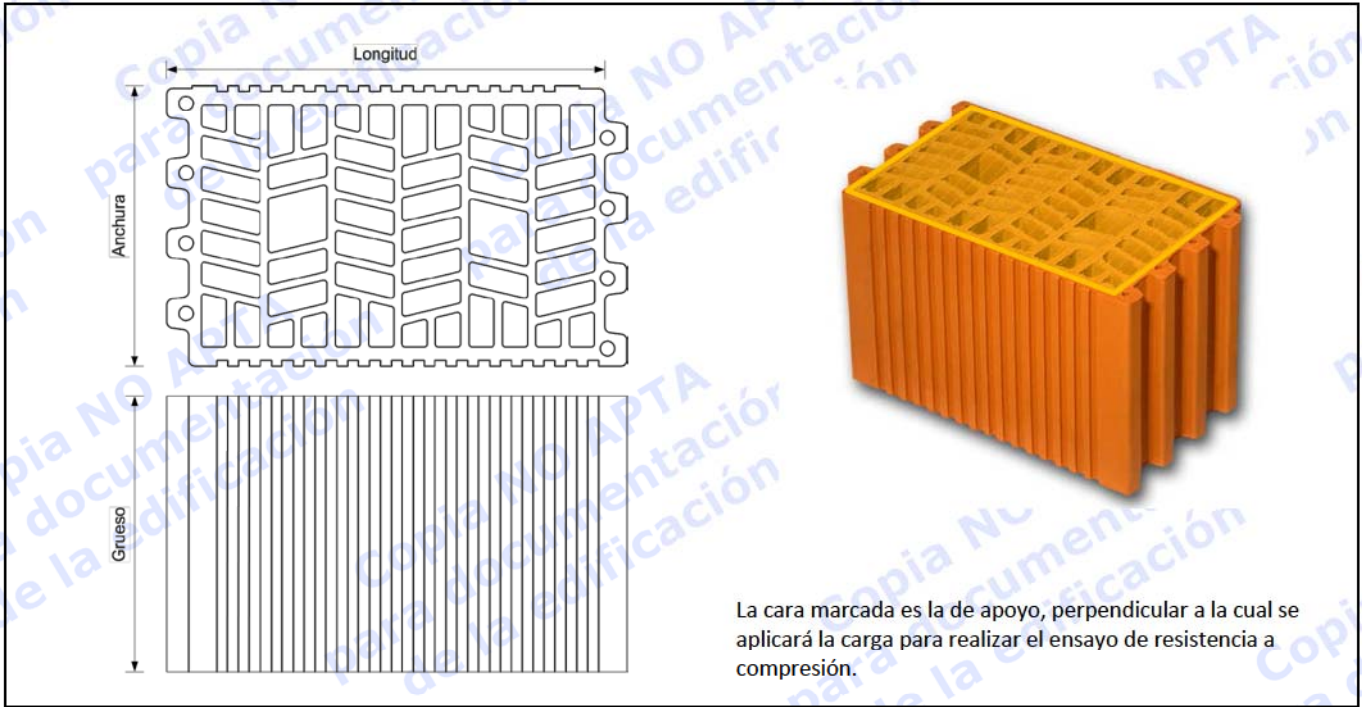 Longitud
Anchura
Grueso
La cara marcada es la de apoyo, perpendicular a la cual se
aplicará la carga para realizar el ensayo de resistencia a
compresión.
Copia NO APTA
para documentación
de la edificación